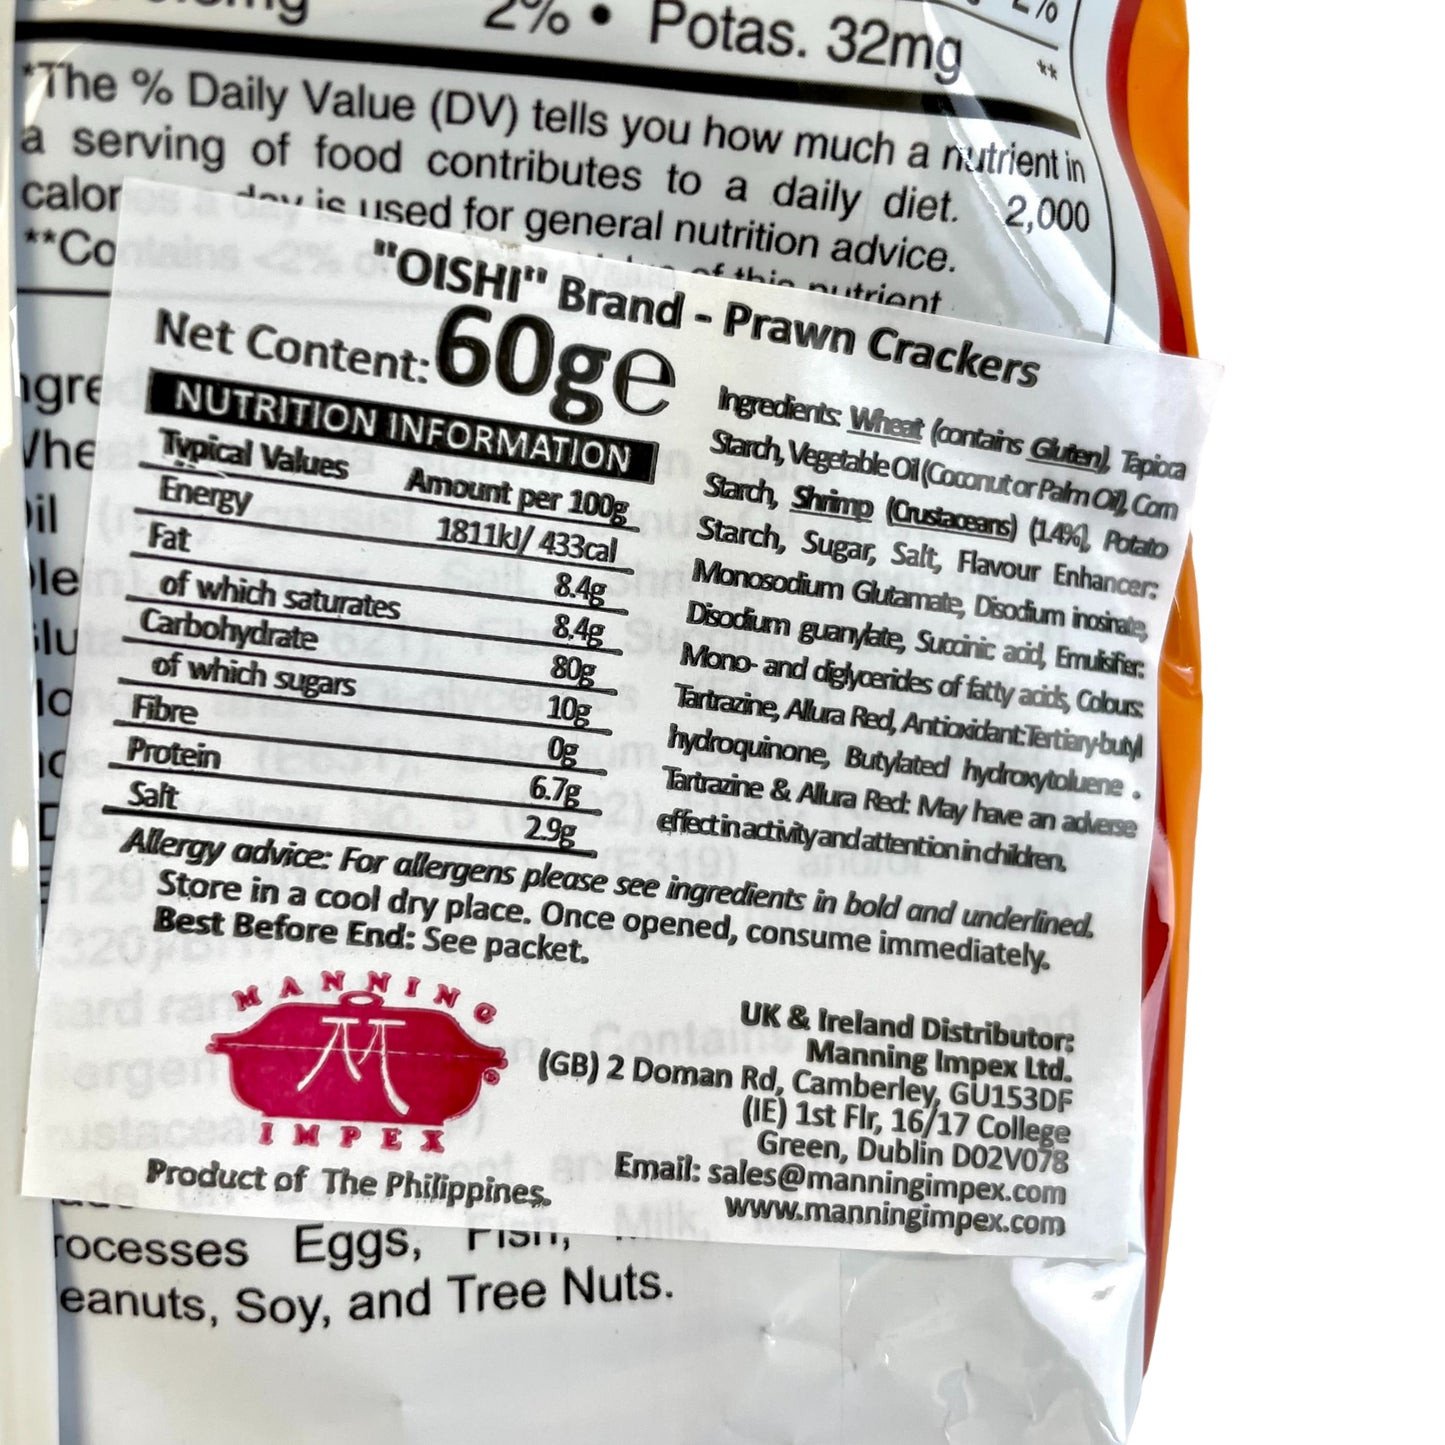 2% • Potas. 32mg
2%
**
*The % Daily Value (DV) tells you how much a nutrient in
a serving of food contributes to a daily diet. 2,000
calories a day is used for general nutrition advice.
**Contains <2% of this nutrient
"OISHI" Brand - Prawn Crackers
Net Content: 60g℮
NUTRITION INFORMATION
Typical Values Amount per 100g
Energy 1811kJ/ 433cal
Fat 8.4g
of which saturates 8.4g
Carbohydrate 80g
of which sugars 10g
Fibre 0g
Protein 6.7g
Salt 2.9g
Ingredients: Wheat (contains Gluten), Tapioca
Starch, Vegetable Oil (Coconut or Palm Oil), Corn
Starch, Shrimp (Crustaceans) (1.4%), Potato
Starch, Sugar, Salt, Flavour Enhancer:
Monosodium Glutamate, Disodium inosinate,
Disodium guanylate, Succinic acid, Emulsifier:
Mono- and diglycerides of fatty acids, Colours:
Tartrazine, Allura Red, Antioxidant: Tertiary-butyl
hydroquinone, Butylated hydroxytoluene .
Tartrazine & Allura Red: May have an adverse
effect in activity and attention in children.
Allergy advice: For allergens please see ingredients in bold and underlined.
Store in a cool dry place. Once opened, consume immediately.
Best Before End: See packet.
MANNING
IMPEX
Product of The Philippines.
UK & Ireland Distributor:
Manning Impex Ltd.
(GB) 2 Doman Rd, Camberley, GU153DF
(IE) 1st Flr, 16/17 College
Green, Dublin D02V078
Email: sales@manningimpex.com
www.manningimpex.com
rocesses Eggs, Fish, Milk,
eanuts, Soy, and Tree Nuts.